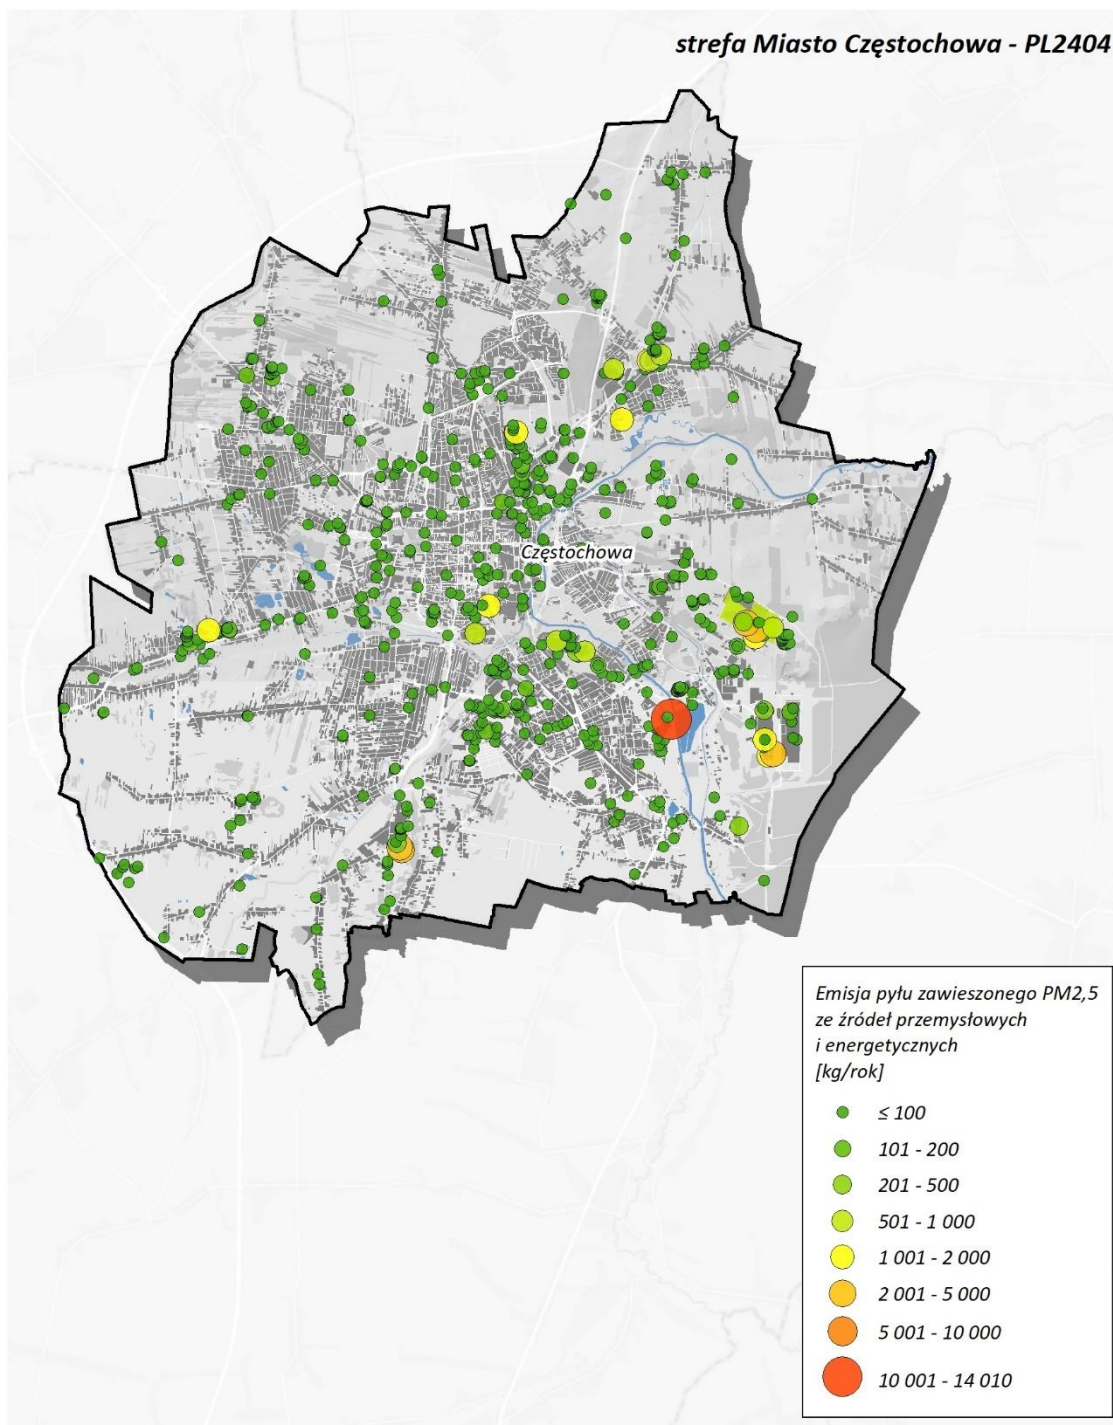 strefa Miasto Częstochowa - PL2404
Częstochowa
Emisja pyłu zawieszonego PM2,5
ze źródeł przemysłowych
i energetycznych
[kg/rok]
≤ 100
101 - 200
201 - 500
501 - 1 000
1 001 - 2 000
2 001 - 5 000
5 001 - 10 000
10 001 - 14 010